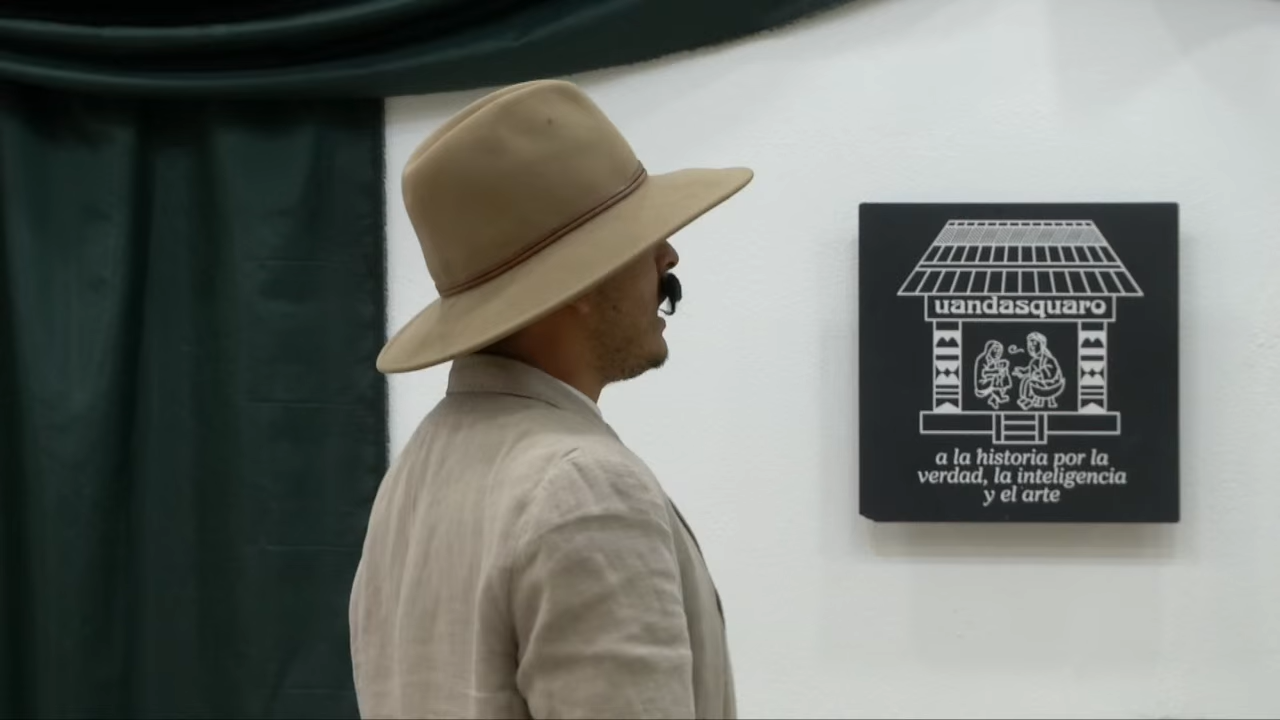 uandasquaro
a la historia por la
verdad, la inteligencia
y el arte